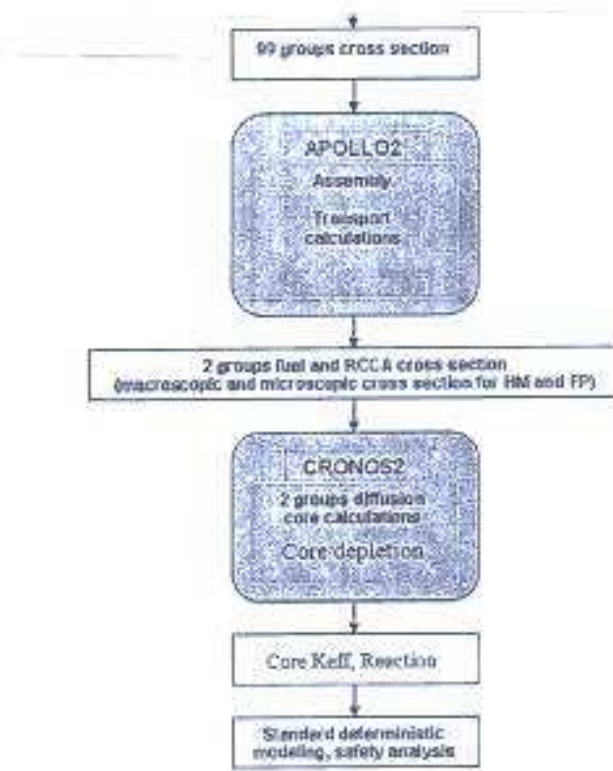 99 groups cross section
APOLLO2
Assembly
Transport
calculations
2 groups fuel and RCCA cross section
(macroscopic and microscopic cross section for HM and FP)
CRONOS2
2 groups diffusion
core calculations
Core depletion
Core Keff, Reaction
Standard deterministic
modeling, safety analysis